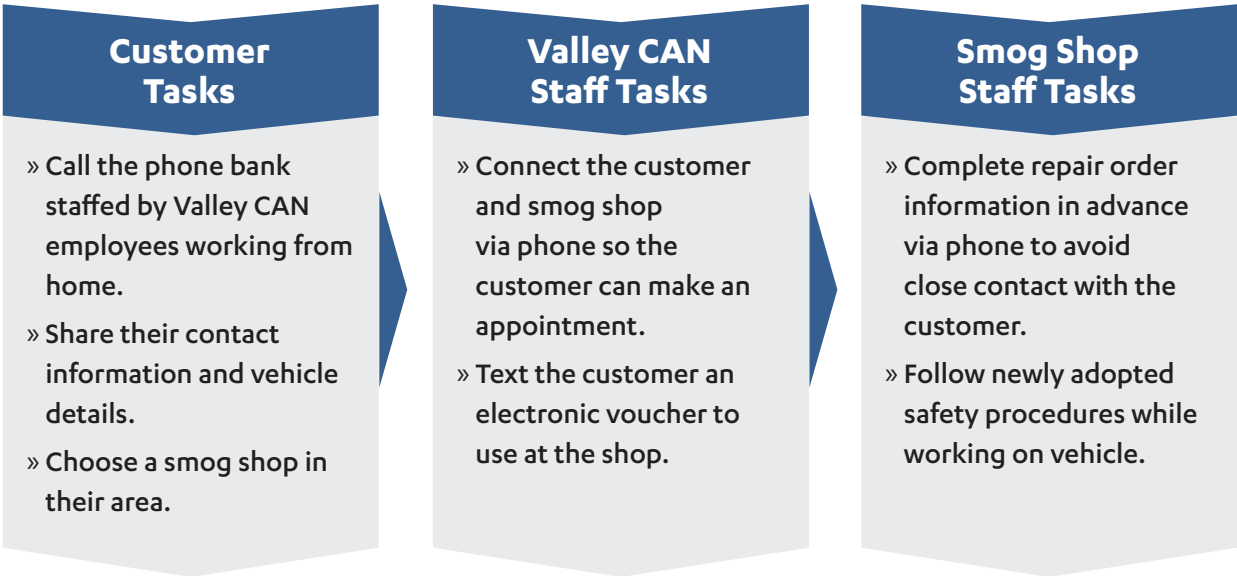 Customer
Tasks
» Call the phone bank
staffed by Valley CAN
employees working from
home.
» Share their contact
information and vehicle
details.
» Choose a smog shop in
their area.
Valley CAN
Staff Tasks
» Connect the customer
and smog shop
via phone so the
customer can make an
appointment.
» Text the customer an
electronic voucher to
use at the shop.
Smog Shop
Staff Tasks
» Complete repair order
information in advance
via phone to avoid
close contact with the
customer.
» Follow newly adopted
safety procedures while
working on vehicle.